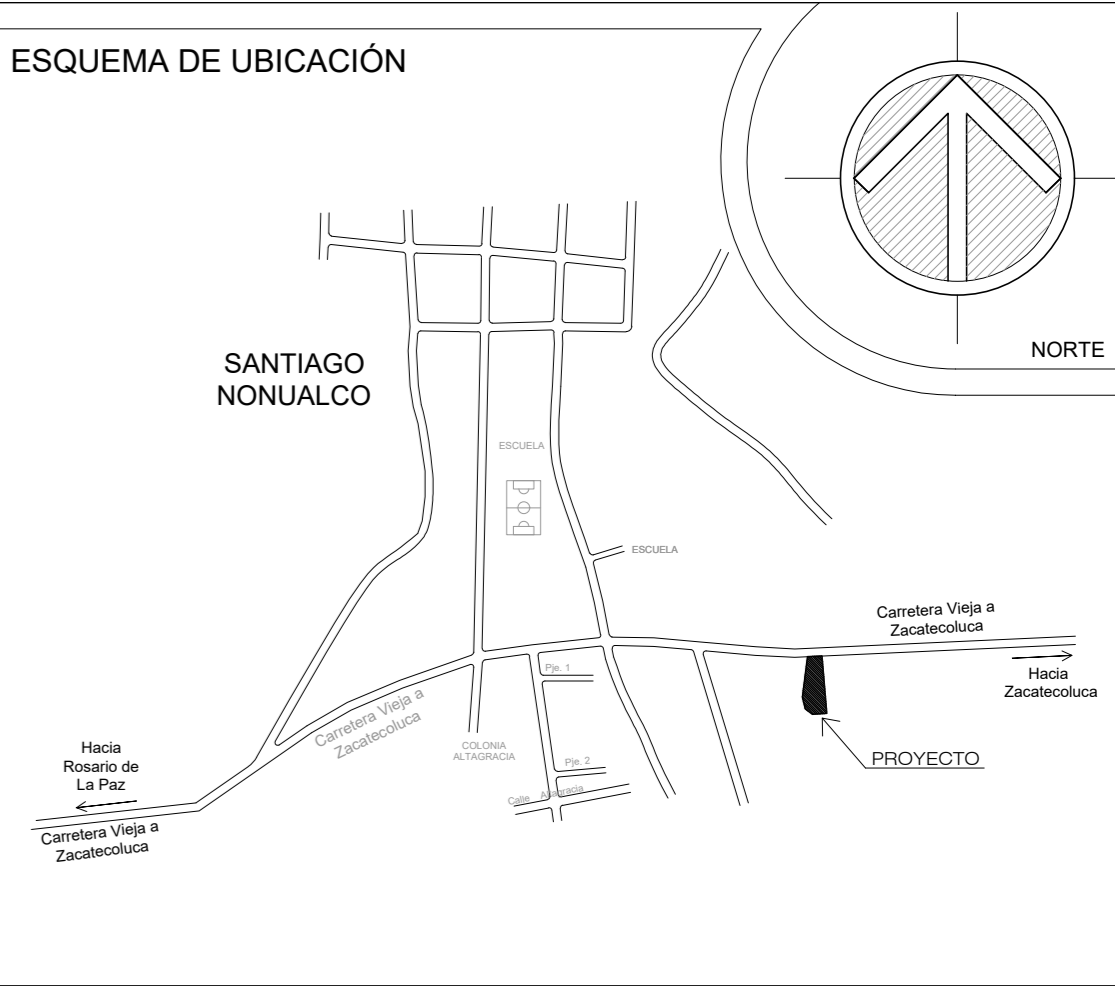 ESQUEMA DE UBICACIÓN
NORTE
SANTIAGO
NONUALCO
ESCUELA
ESCUELA
Carretera Vieja a
Zacatecoluca
Hacia
Zacatecoluca
PROYECTO
Pje. 1
Carretera Vieja a
Zacatecoluca
COLONIA
ALTAGRACIA
Pje. 2
Calle Altagracia
Hacia
Rosario de
La Paz
Carretera Vieja a
Zacatecoluca